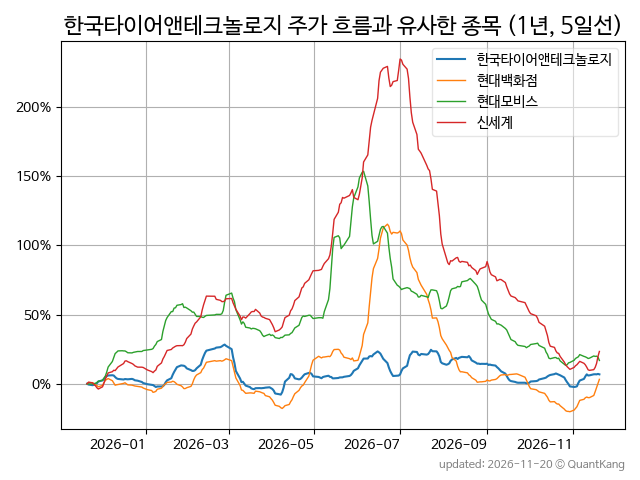 한국타이어앤테크놀로지 주가 흐름과 유사한 종목 (1년, 5일선)
한국타이어앤테크놀로지
현대백화점
현대모비스
신세계
200%
150%
100%
50%
0%
2026-01 2026-03 2026-05 2026-07 2026-09 2026-11
updated: 2026-11-20 © QuantKang